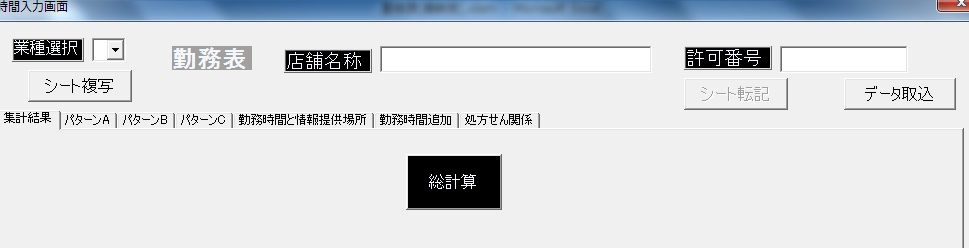 時間入力画面
業種選択
勤務表
店舗名称
許可番号
シート複写
シート転記
データ取込
集計結果
パターンA
パターンB
パターンC
勤務時間と情報提供場所
勤務時間追加
処方せん関係
総計算